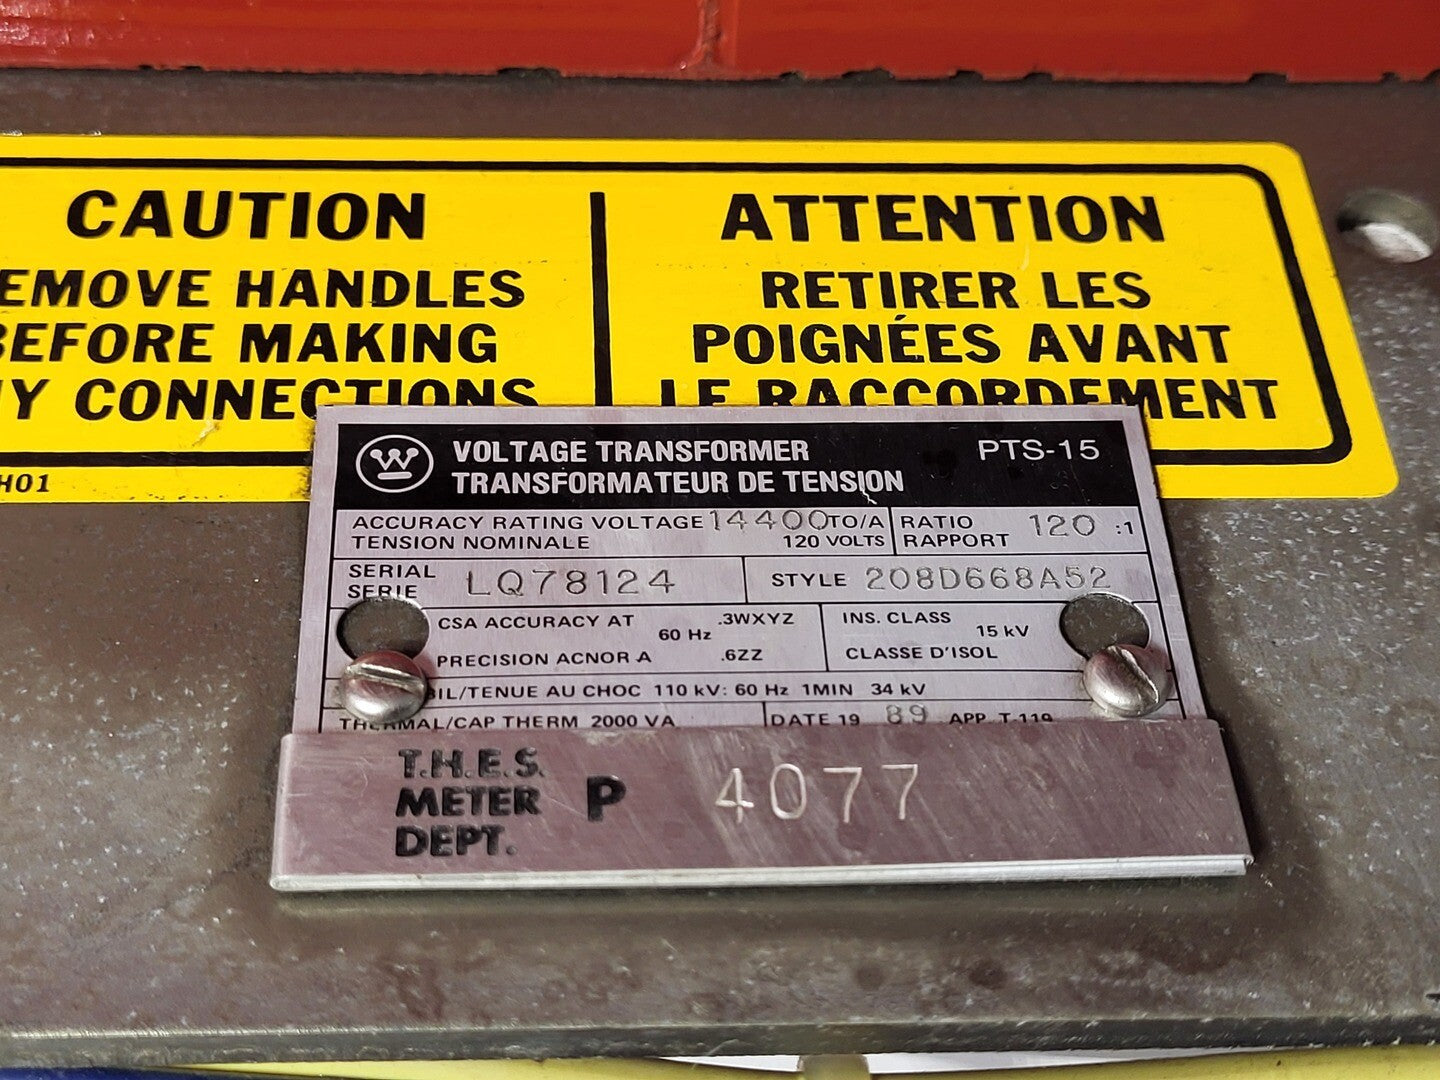 CAUTION
EMOVE HANDLES
BEFORE MAKING
NY CONNECTIONS
H01
ATTENTION
RETIRER LES
POIGNÉES AVANT
LE RACCORDEMENT
VOLTAGE TRANSFORMER PTS-15
TRANSFORMATEUR DE TENSION
ACCURACY RATING VOLTAGE 14400 TO/A
TENSION NOMINALE 120 VOLTS
RATIO 120 :1
RAPPORT
SERIAL LQ78124
SERIE
STYLE 208D668A52
CSA ACCURACY AT .3WXYZ
60 Hz
PRECISION ACNOR A .6ZZ
INS. CLASS
15 kV
CLASSE D'ISOL
BIL/TENUE AU CHOC 110 kV: 60 Hz 1MIN 34 kV
THERMAL/CAP THERM 2000 VA DATE 19 89 APP. T-119
T.H.E.S.
METER P 4077
DEPT.